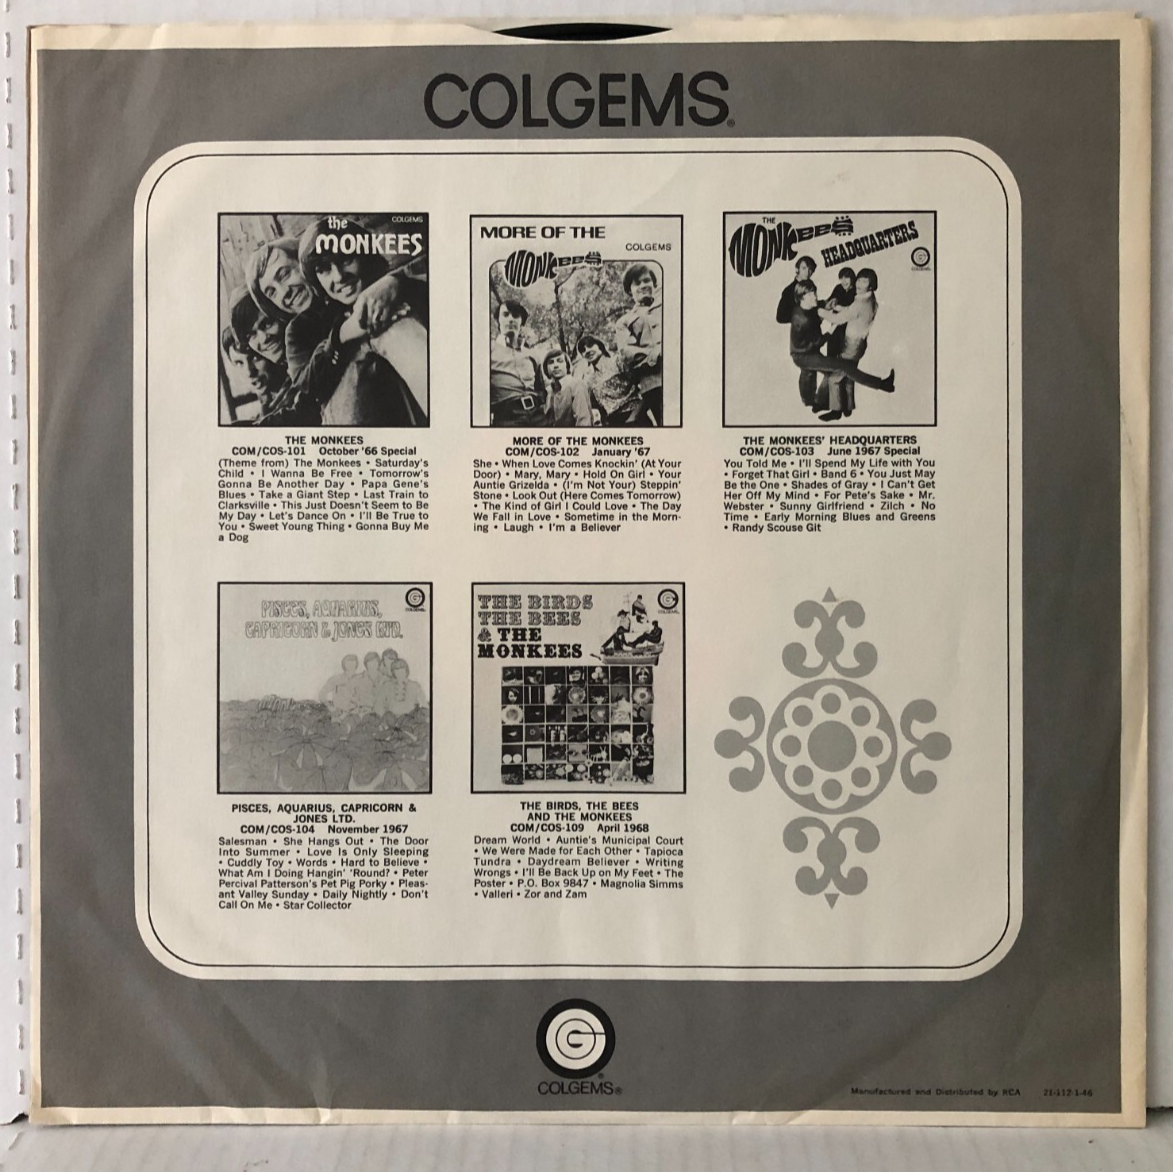 COLGEMS®
the
MONKEES
COLGEMS
MORE OF THE
MONKEES
COLGEMS
THE
MONKEES
HEADQUARTERS
COLGEMS
THE MONKEES
COM/COS-101 October '66 Special
(Theme from) The Monkees • Saturday's
Child • I Wanna Be Free • Tomorrow's
Gonna Be Another Day • Papa Gene's
Blues • Take a Giant Step • Last Train to
Clarksville • This Just Doesn't Seem to Be
My Day • Let's Dance On • I'll Be True to
You • Sweet Young Thing • Gonna Buy Me
a Dog
MORE OF THE MONKEES
COM/COS-102 January '67
She • When Love Comes Knockin' (At Your
Door) • Mary, Mary • Hold On Girl • Your
Auntie Grizelda • (I'm Not Your) Steppin'
Stone • Look Out (Here Comes Tomorrow)
• The Kind of Girl I Could Love • The Day
We Fall in Love • Sometime in the Morn-
ing • Laugh • I'm a Believer
THE MONKEES' HEADQUARTERS
COM/COS-103 June 1967 Special
You Told Me • I'll Spend My Life with You
• Forget That Girl • Band 6 • You Just May
Be the One • Shades of Gray • I Can't Get
Her Off My Mind • For Pete's Sake • Mr.
Webster • Sunny Girlfriend • Zilch • No
Time • Early Morning Blues and Greens
• Randy Scouse Git
PISCES, AQUARIUS,
CAPRICORN & JONES LTD.
COLGEMS
THE BIRDS
THE BEES
& THE
MONKEES
COLGEMS
PISCES, AQUARIUS, CAPRICORN &
JONES LTD.
COM/COS-104 November 1967
Salesman • She Hangs Out • The Door
Into Summer • Love Is Only Sleeping
• Cuddly Toy • Words • Hard to Believe •
What Am I Doing Hangin' 'Round? • Peter
Percival Patterson's Pet Pig Porky • Pleas-
ant Valley Sunday • Daily Nightly • Don't
Call On Me • Star Collector
THE BIRDS, THE BEES
AND THE MONKEES
COM/COS-109 April 1968
Dream World • Auntie's Municipal Court
• We Were Made for Each Other • Tapioca
Tundra • Daydream Believer • Writing
Wrongs • I'll Be Back Up on My Feet • The
Poster • P.O. Box 9847 • Magnolia Simms
• Valleri • Zor and Zam
COLGEMS®
Manufactured and Distributed by RCA 21-112-1-46